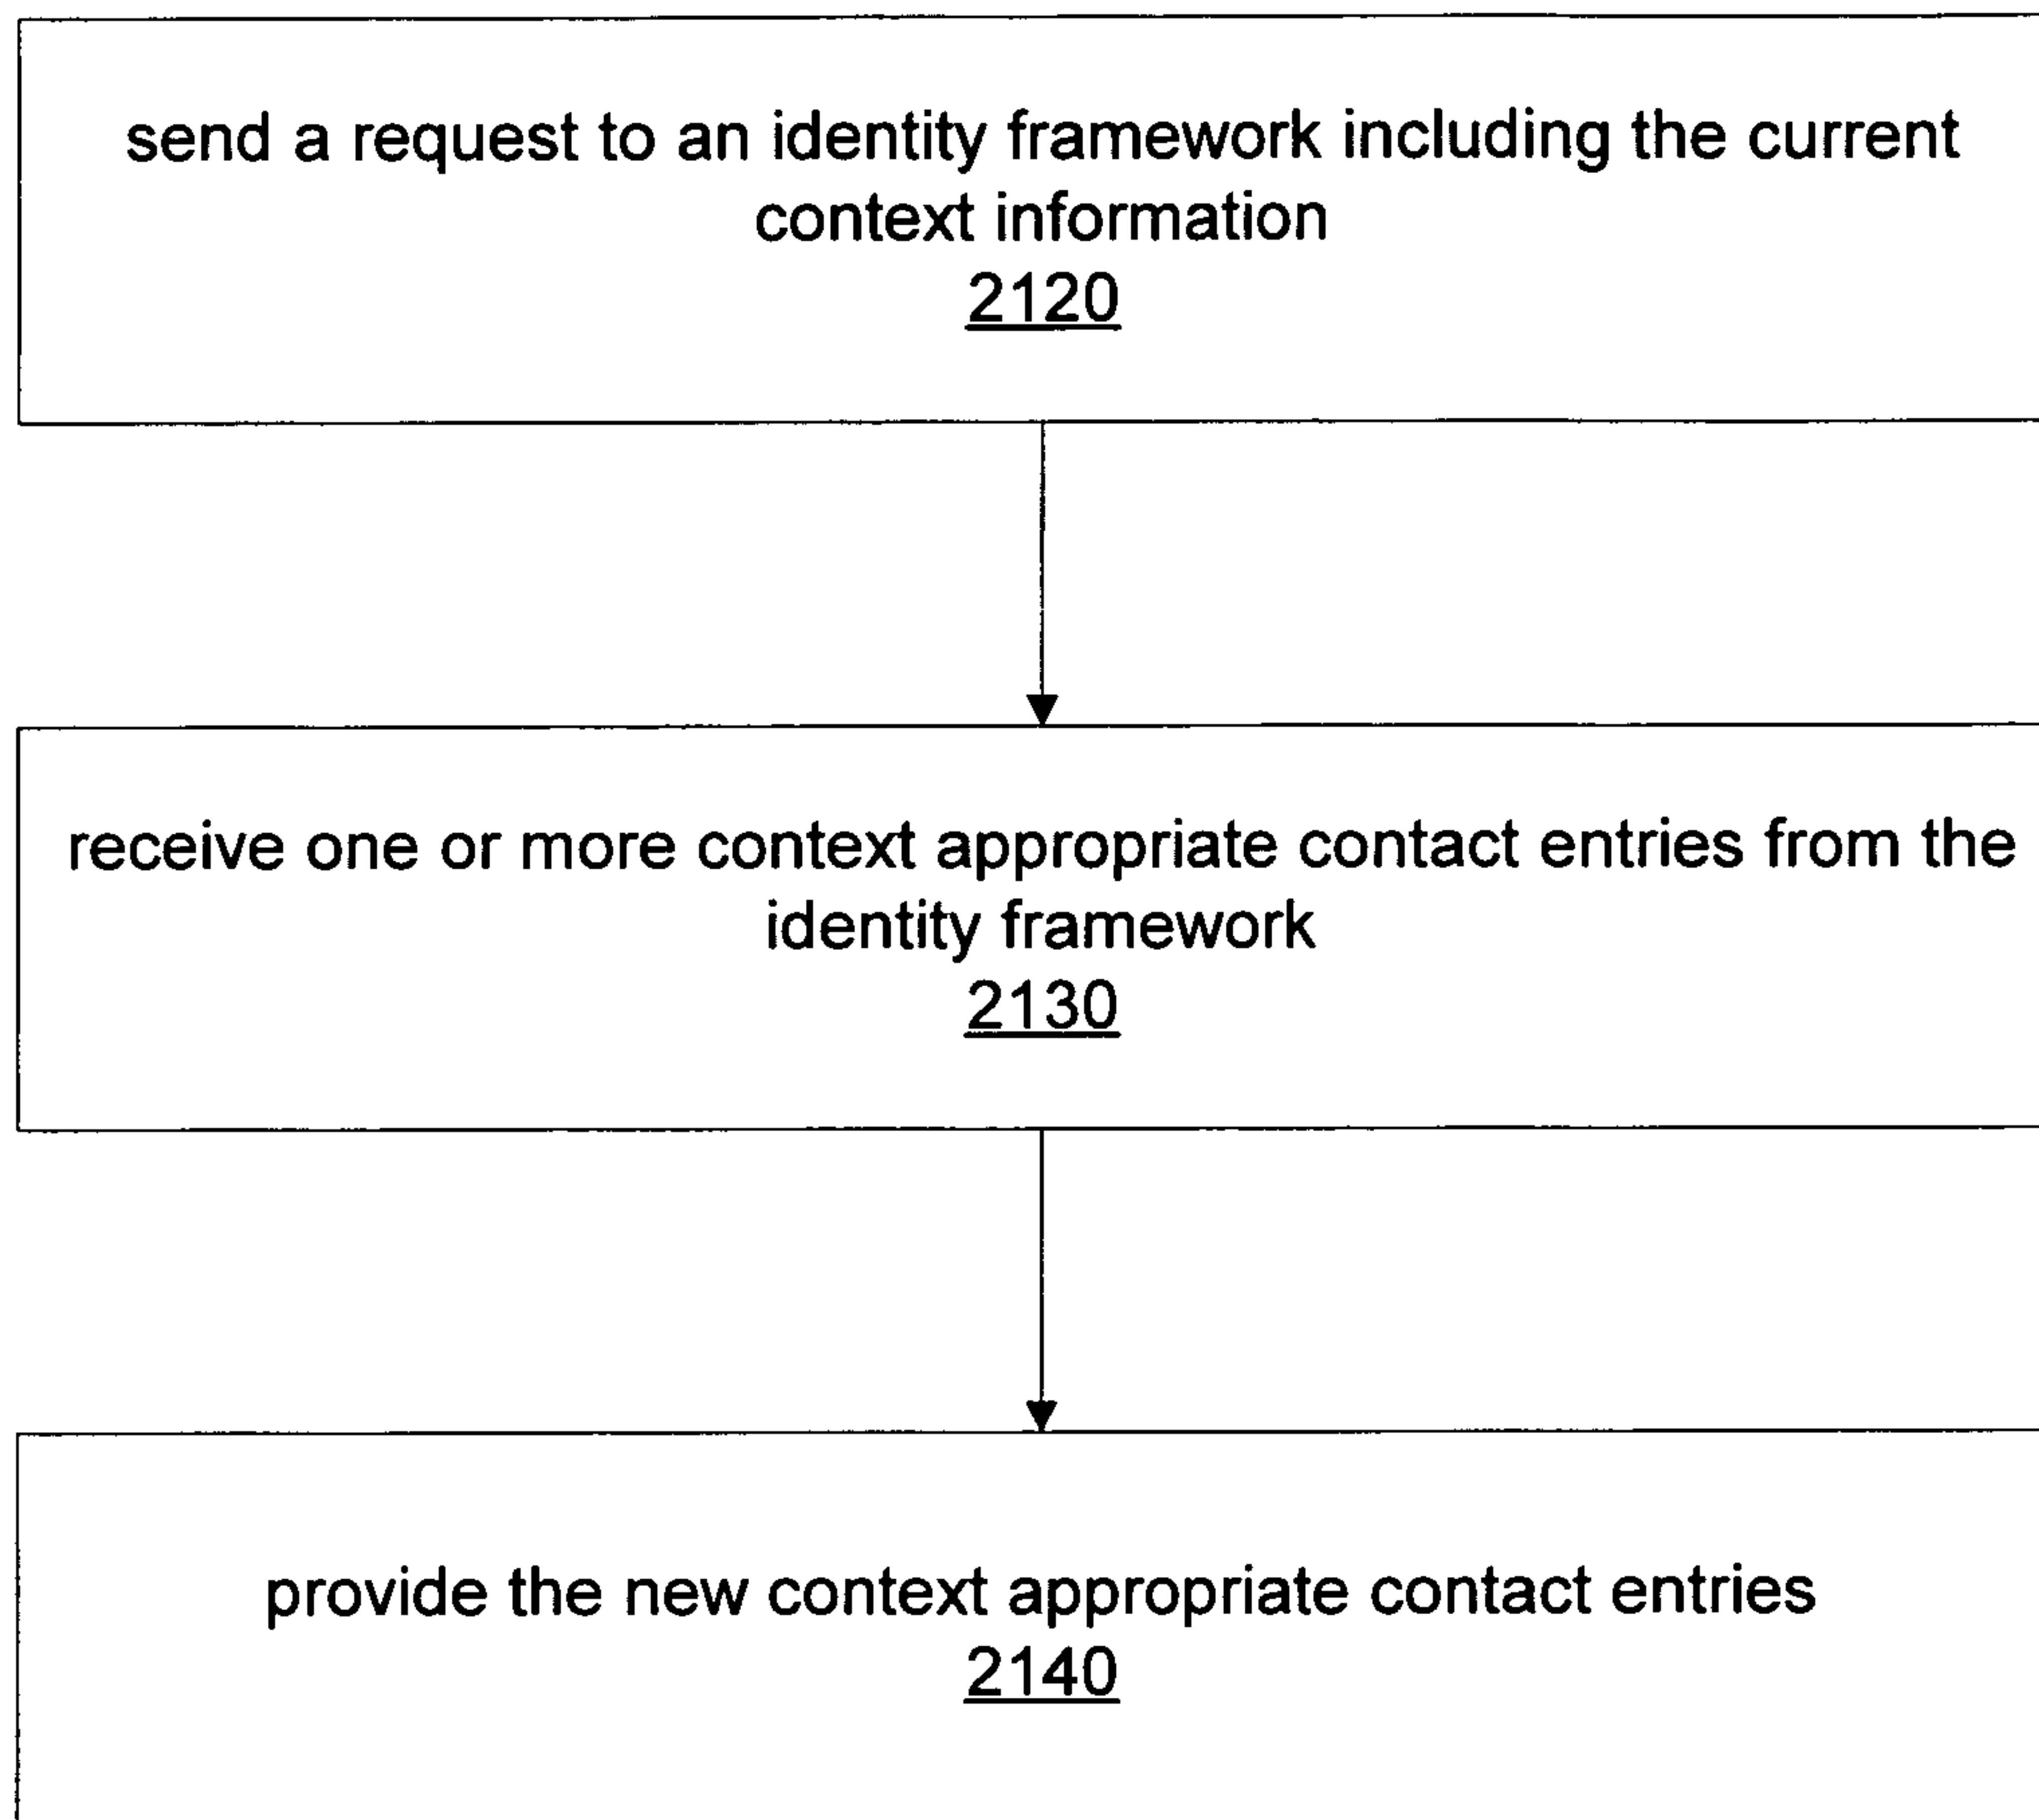 send a request to an identity framework including the current
context information
2120
receive one or more context appropriate contact entries from the
identity framework
2130
provide the new context appropriate contact entries
2140